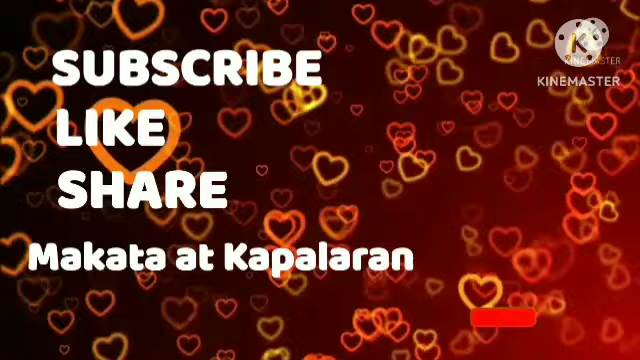 SUBSCRIBE
LIKE
SHARE
Makata at Kapalaran
K
KINEMASTER
KINEMASTER